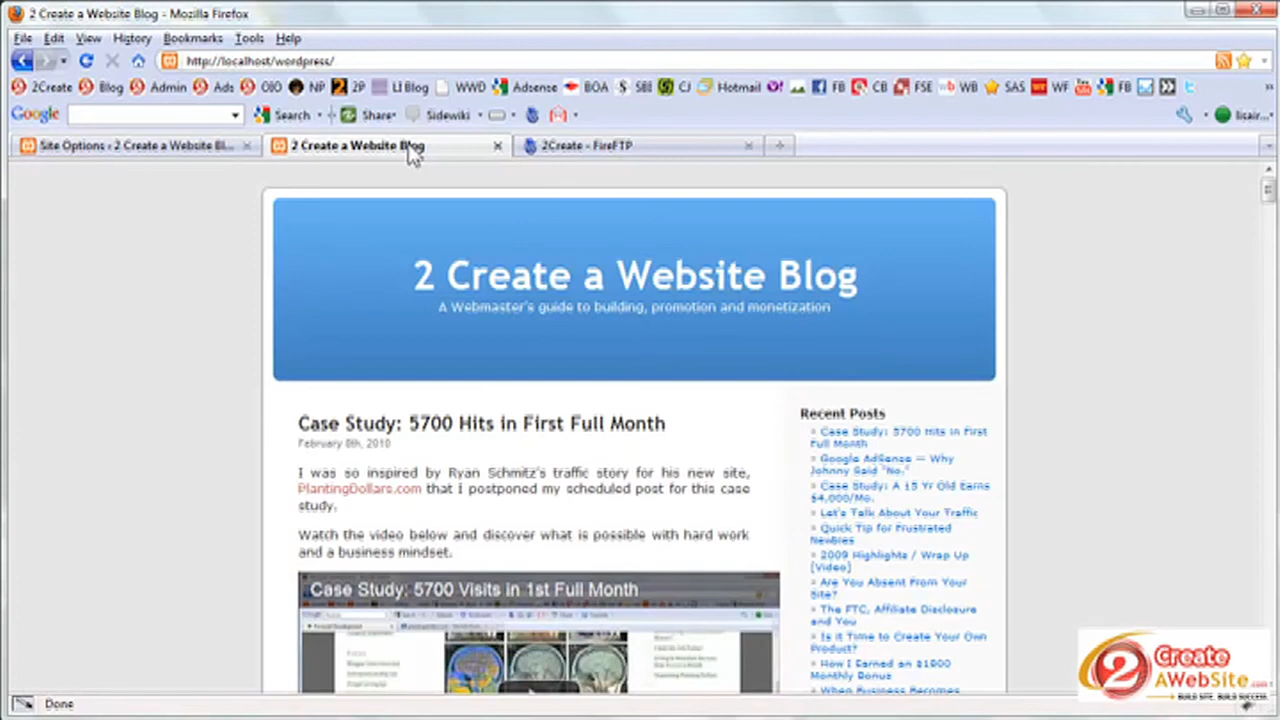 2 Create a Website Blog - Mozilla Firefox
File Edit View History Bookmarks Tools Help
http://localhost/wordpress/
2Create Blog Admin Ads OIO NP 2P LI Blog WWD Adsense BOA SBI CJ Hotmail FB CB FSE WB SAS WF FB
Google Search Share Sidewiki lisair...
Site Options ‹ 2 Create a Website Bl... 2 Create a Website Blog 2Create - FireFTP
2 Create a Website Blog
A Webmaster's guide to building, promotion and monetization
Case Study: 5700 Hits in First Full Month
February 8th, 2010
I was so inspired by Ryan Schmitz's traffic story for his new site,
PlantingDollars.com that I postponed my scheduled post for this case
study.
Watch the video below and discover what is possible with hard work
and a business mindset.
Case Study: 5700 Visits in 1st Full Month
Recent Posts
Case Study: 5700 Hits in First
Full Month
Google AdSense — Why
Johnny Said "No."
Case Study: A 15 Yr Old Earns
$4,000/Mo.
Let's Talk About Your Traffic
Quick Tip for Frustrated
Newbies
2009 Highlights / Wrap Up
[Video]
Are You Absent From Your
Site?
The FTC, Affiliate Disclosure
and You
Is it Time to Create Your Own
Product?
How I Earned an $1800
Monthly Bonus
When Business Becomes
2 Create
AWebSite.com
BUILD SITE. BUILD SUCCESS.
Done